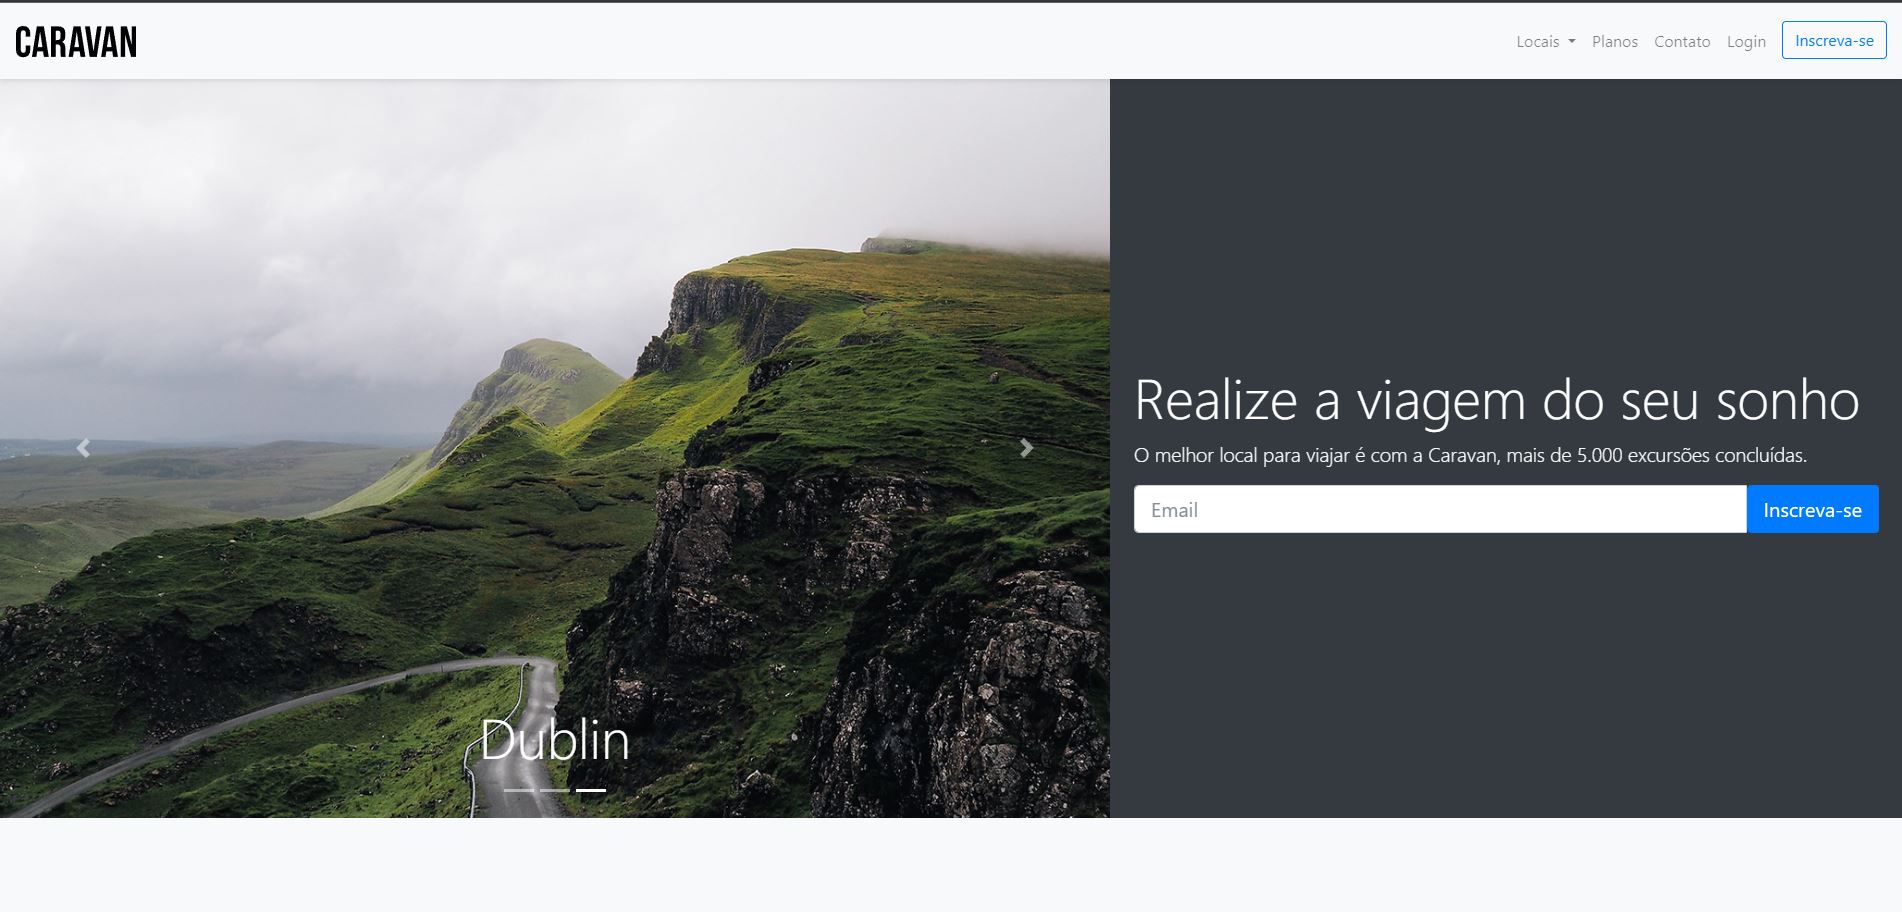 CARAVAN
Locais Planos Contato Login Inscreva-se
Realize a viagem do seu sonho
O melhor local para viajar é com a Caravan, mais de 5.000 excursões concluídas.
Email Inscreva-se
Dublin